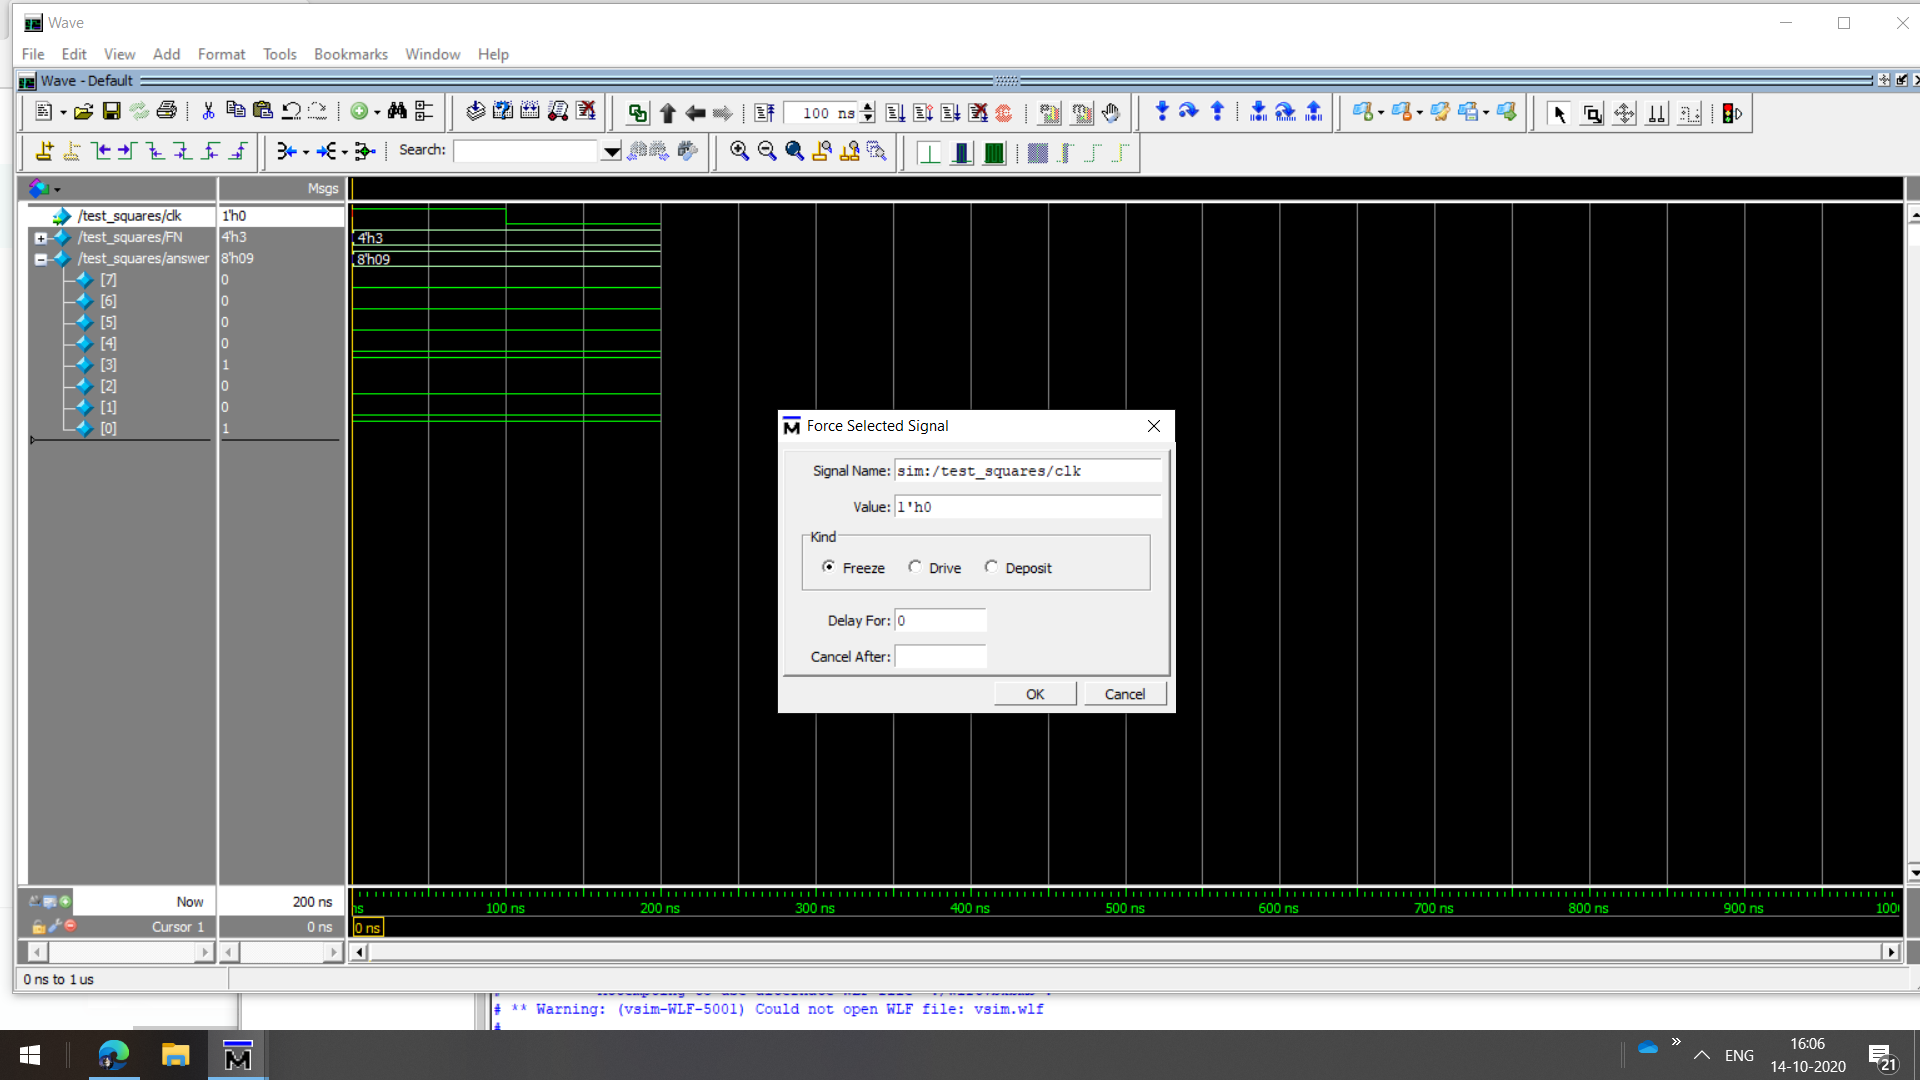 Wave
File Edit View Add Format Tools Bookmarks Window Help
Wave - Default
100 ns
Search:
Msgs
/test_squares/clk 1'h0
/test_squares/FN 4'h3 4'h3
/test_squares/answer 8'h09 8'h09
[7] 0
[6] 0
[5] 0
[4] 0
[3] 1
[2] 0
[1] 0
[0] 1
Force Selected Signal
Signal Name: sim:/test_squares/clk
Value: 1'h0
Kind
Freeze Drive Deposit
Delay For: 0
Cancel After:
OK Cancel
Now 200 ns
ns 100 ns 200 ns 300 ns 400 ns 500 ns 600 ns 700 ns 800 ns 900 ns 100
Cursor 1 0 ns 0 ns
0 ns to 1 us
# ** Warning: (vsim-WLF-5001) Could not open WLF file: vsim.wlf
#
ENG
16:06
14-10-2020
21